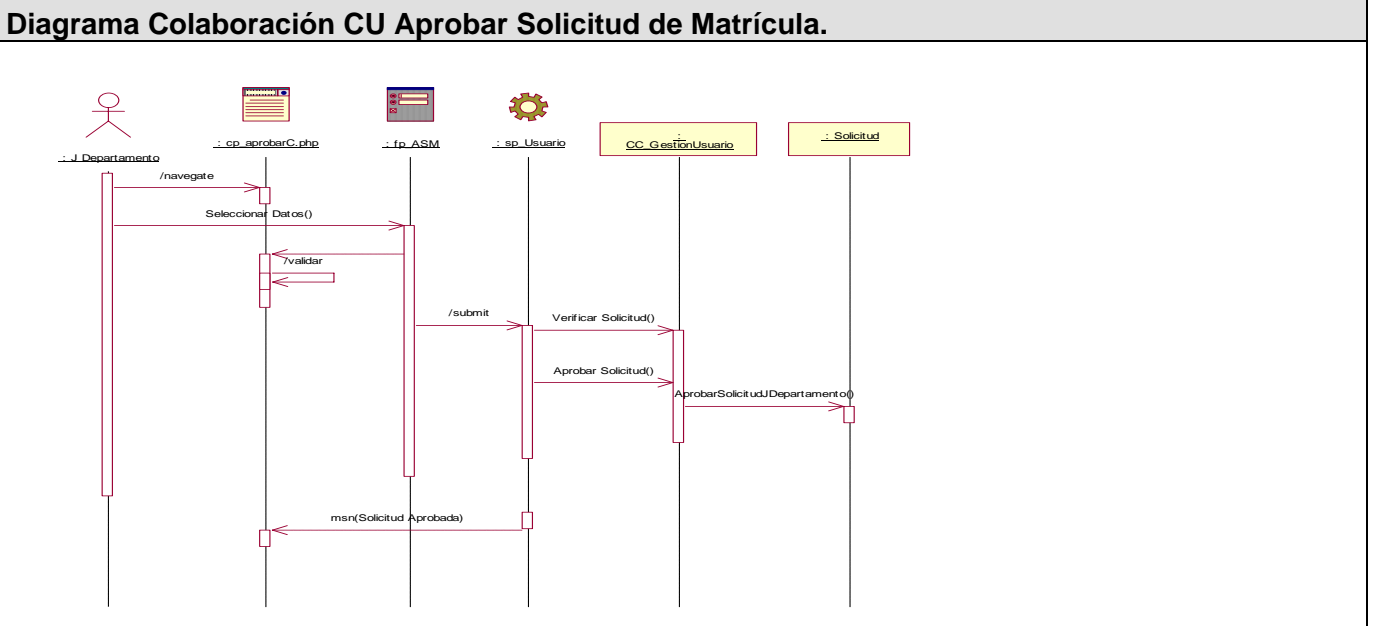 Diagrama Colaboración CU Aprobar Solicitud de Matrícula.
: J_Departamento
: cp_aprobarC.php
: fp_ASM
: sp_Usuario
:
CC_GestionUsuario
: Solicitud
/navegate
Seleccionar Datos()
/validar
/submit
Verificar Solicitud()
Aprobar Solicitud()
AprobarSolicitudJDepartamento()
msn(Solicitud Aprobada)